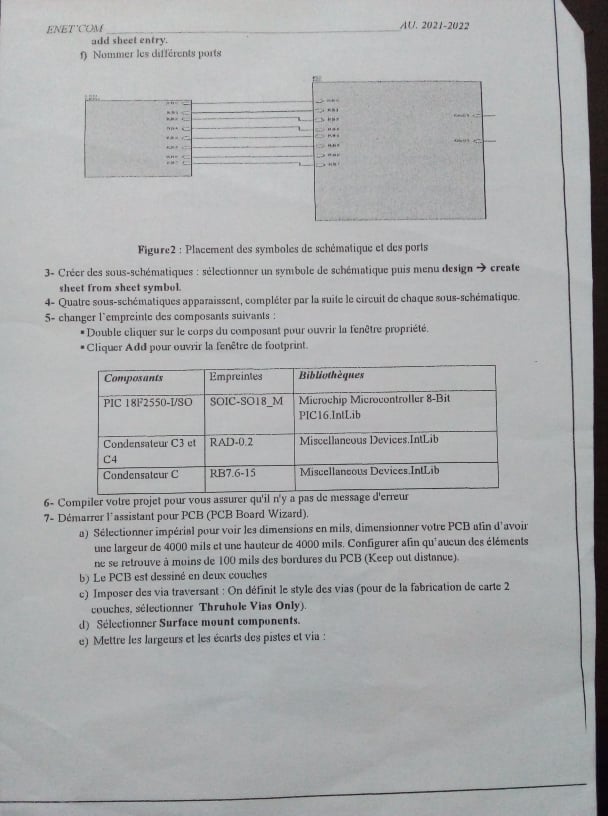 ENET'COM AU. 2021-2022
add sheet entry.
f) Nommer les différents ports
Figure2 : Placement des symboles de schématique et des ports
3- Créer des sous-schématiques : sélectionner un symbole de schématique puis menu design → create
sheet from sheet symbol.
4- Quatre sous-schématiques apparaissent, compléter par la suite le circuit de chaque sous-schématique.
5- changer l'empreinte des composants suivants :
▪ Double cliquer sur le corps du composant pour ouvrir la fenêtre propriété.
▪ Cliquer Add pour ouvrir la fenêtre de footprint.
Composants Empreintes Bibliothèques
PIC 18F2550-I/SO SOIC-SO18_M Microchip Microcontroller 8-Bit
PIC16.IntLib
Condensateur C3 et RAD-0.2 Miscellaneous Devices.IntLib
C4
Condensateur C RB7.6-15 Miscellaneous Devices.IntLib
6- Compiler votre projet pour vous assurer qu'il n'y a pas de message d'erreur
7- Démarrer l'assistant pour PCB (PCB Board Wizard).
a) Sélectionner impérial pour voir les dimensions en mils, dimensionner votre PCB afin d'avoir
une largeur de 4000 mils et une hauteur de 4000 mils. Configurer afin qu'aucun des éléments
ne se retrouve à moins de 100 mils des bordures du PCB (Keep out distance).
b) Le PCB est dessiné en deux couches
c) Imposer des via traversant : On définit le style des vias (pour de la fabrication de carte 2
couches, sélectionner Thruhole Vias Only).
d) Sélectionner Surface mount components.
e) Mettre les largeurs et les écarts des pistes et via :